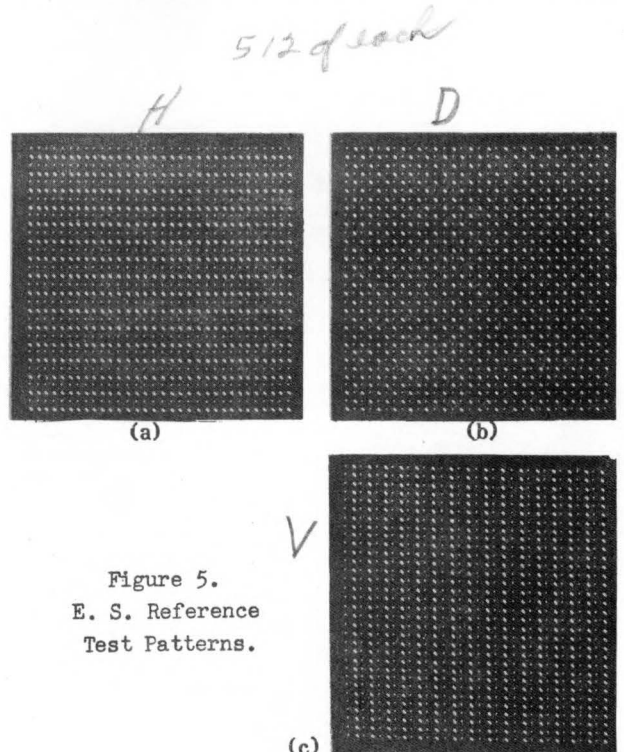 512 of each
H
D
(a)
(b)
V
Figure 5.
E. S. Reference
Test Patterns.
(c)